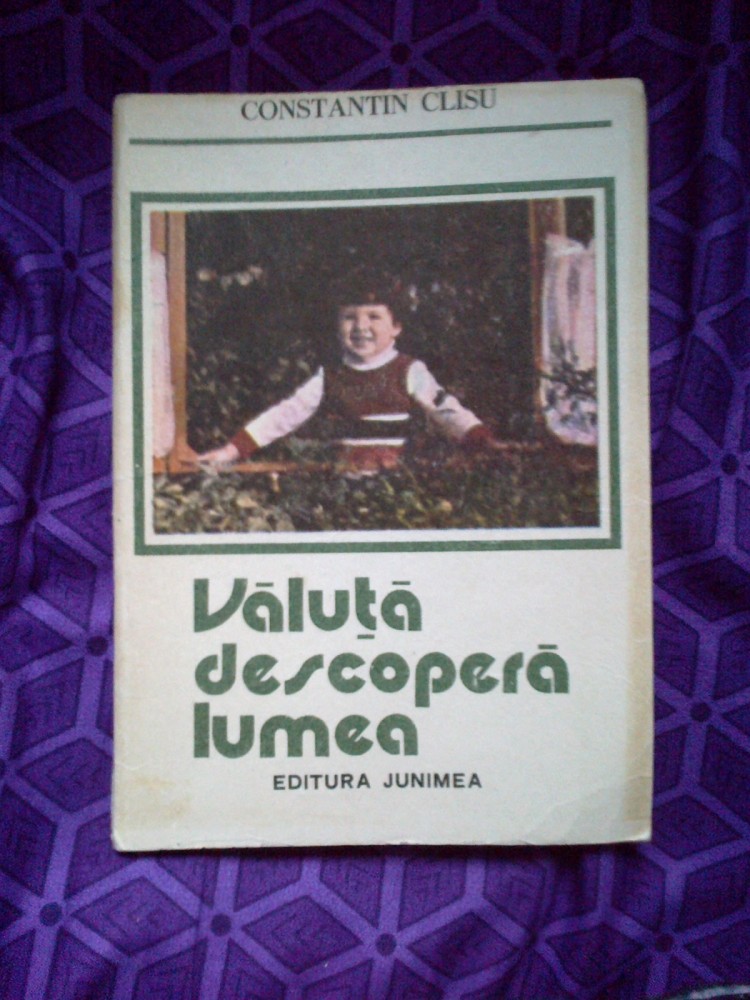 CONSTANTIN CLISU
Văluță
descoperă
lumea
EDITURA JUNIMEA